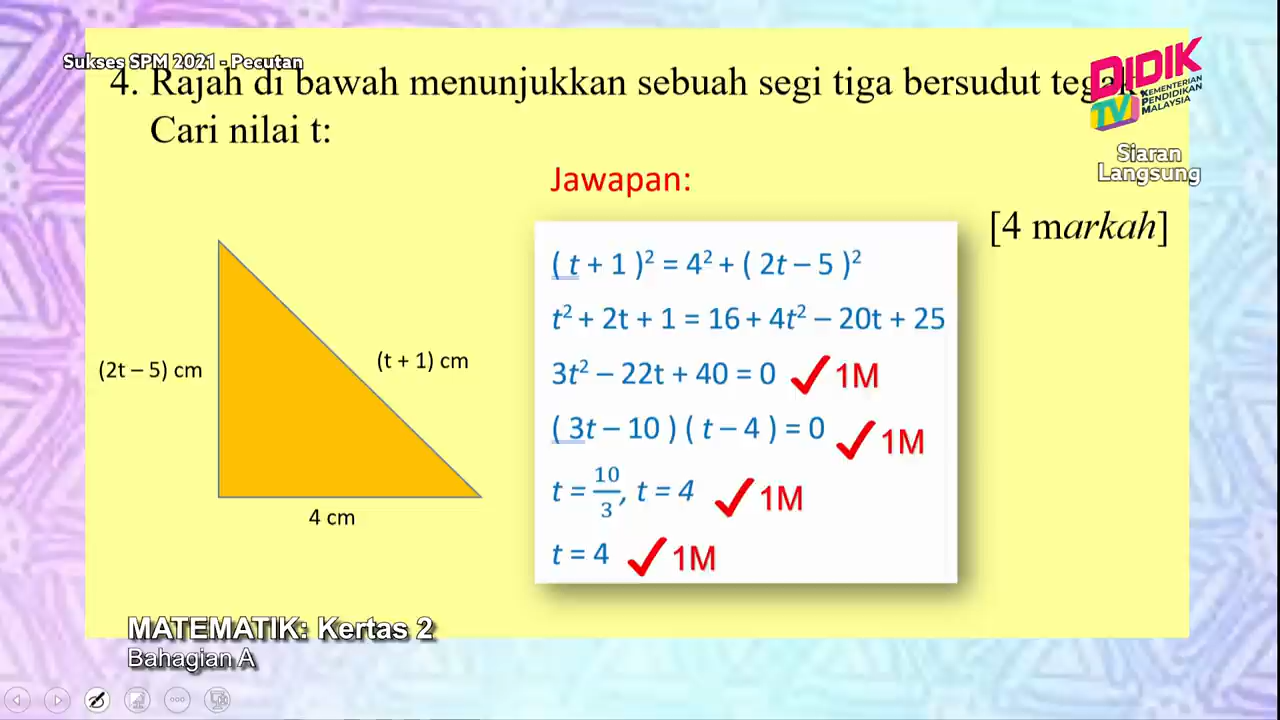 Sukses SPM 2021 - Pecutan
4. Rajah di bawah menunjukkan sebuah segi tiga bersudut
Cari nilai t:
DIDIK
TV
KEMENTERIAN
PENDIDIKAN
MALAYSIA
Siaran
Langsung
Jawapan:
[4 markah]
(2t – 5) cm
(t + 1) cm
4 cm
( t + 1 )² = 4² + ( 2t – 5 )²
t² + 2t + 1 = 16 + 4t² – 20t + 25
3t² – 22t + 40 = 0 ✓ 1M
( 3t – 10 ) ( t – 4 ) = 0 ✓ 1M
t = 10/3, t = 4 ✓ 1M
t = 4 ✓ 1M
MATEMATIK: Kertas 2
Bahagian A